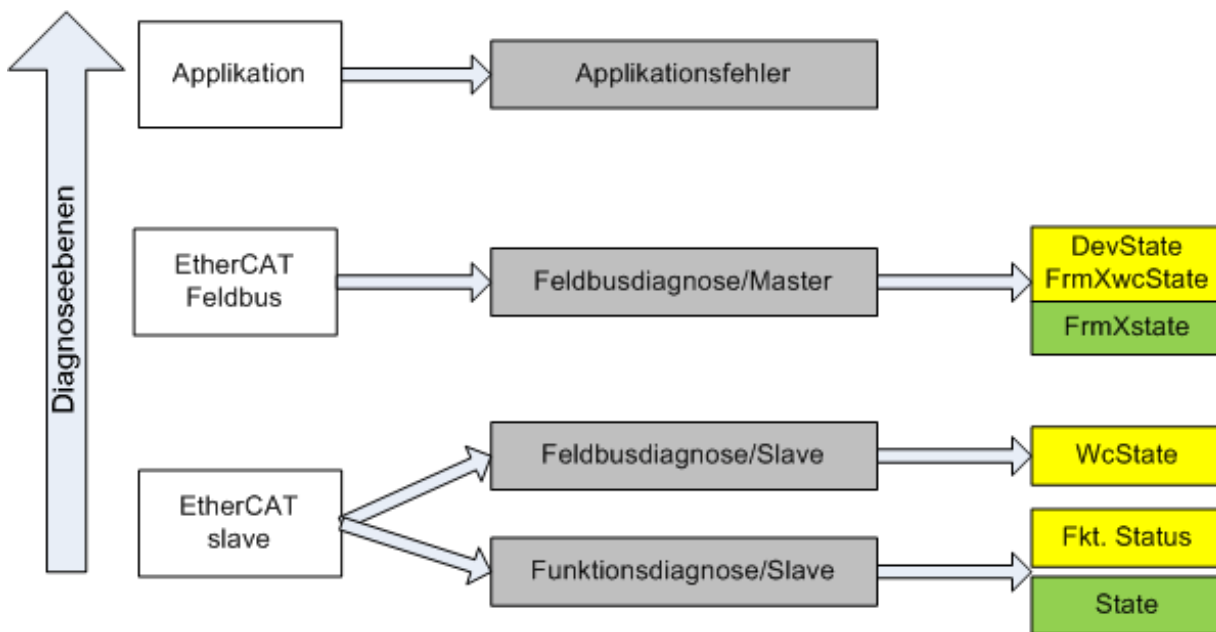 Diagnoseebenen
Applikation
Applikationsfehler
EtherCAT
Feldbus
Feldbusdiagnose/Master
DevState
FrmXwcState
FrmXstate
EtherCAT
slave
Feldbusdiagnose/Slave
WcState
Funktionsdiagnose/Slave
Fkt. Status
State